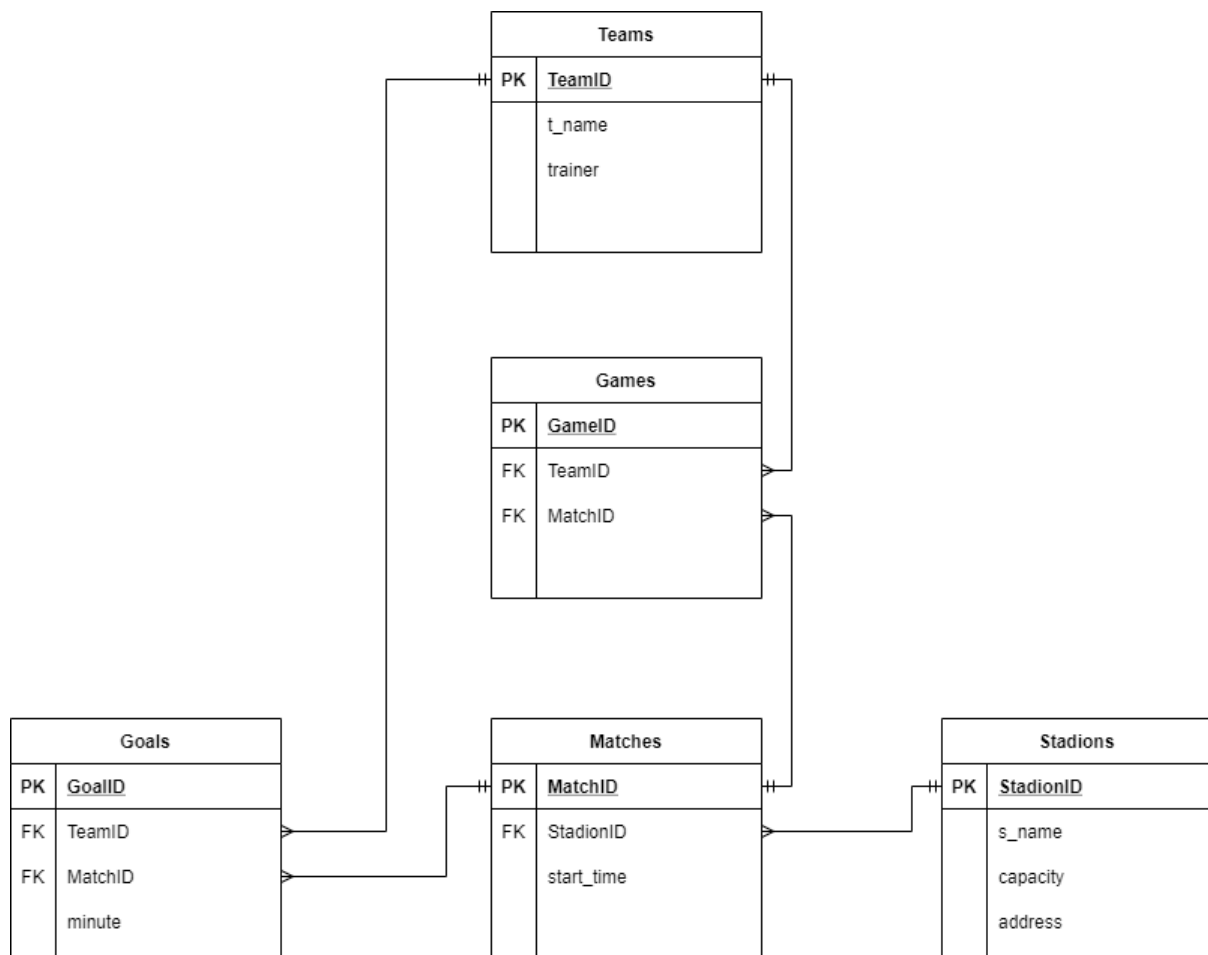 Teams
PK TeamID
t_name
trainer
Games
PK GameID
FK TeamID
FK MatchID
Goals
PK GoalID
FK TeamID
FK MatchID
minute
Matches
PK MatchID
FK StadionID
start_time
Stadions
PK StadionID
s_name
capacity
address